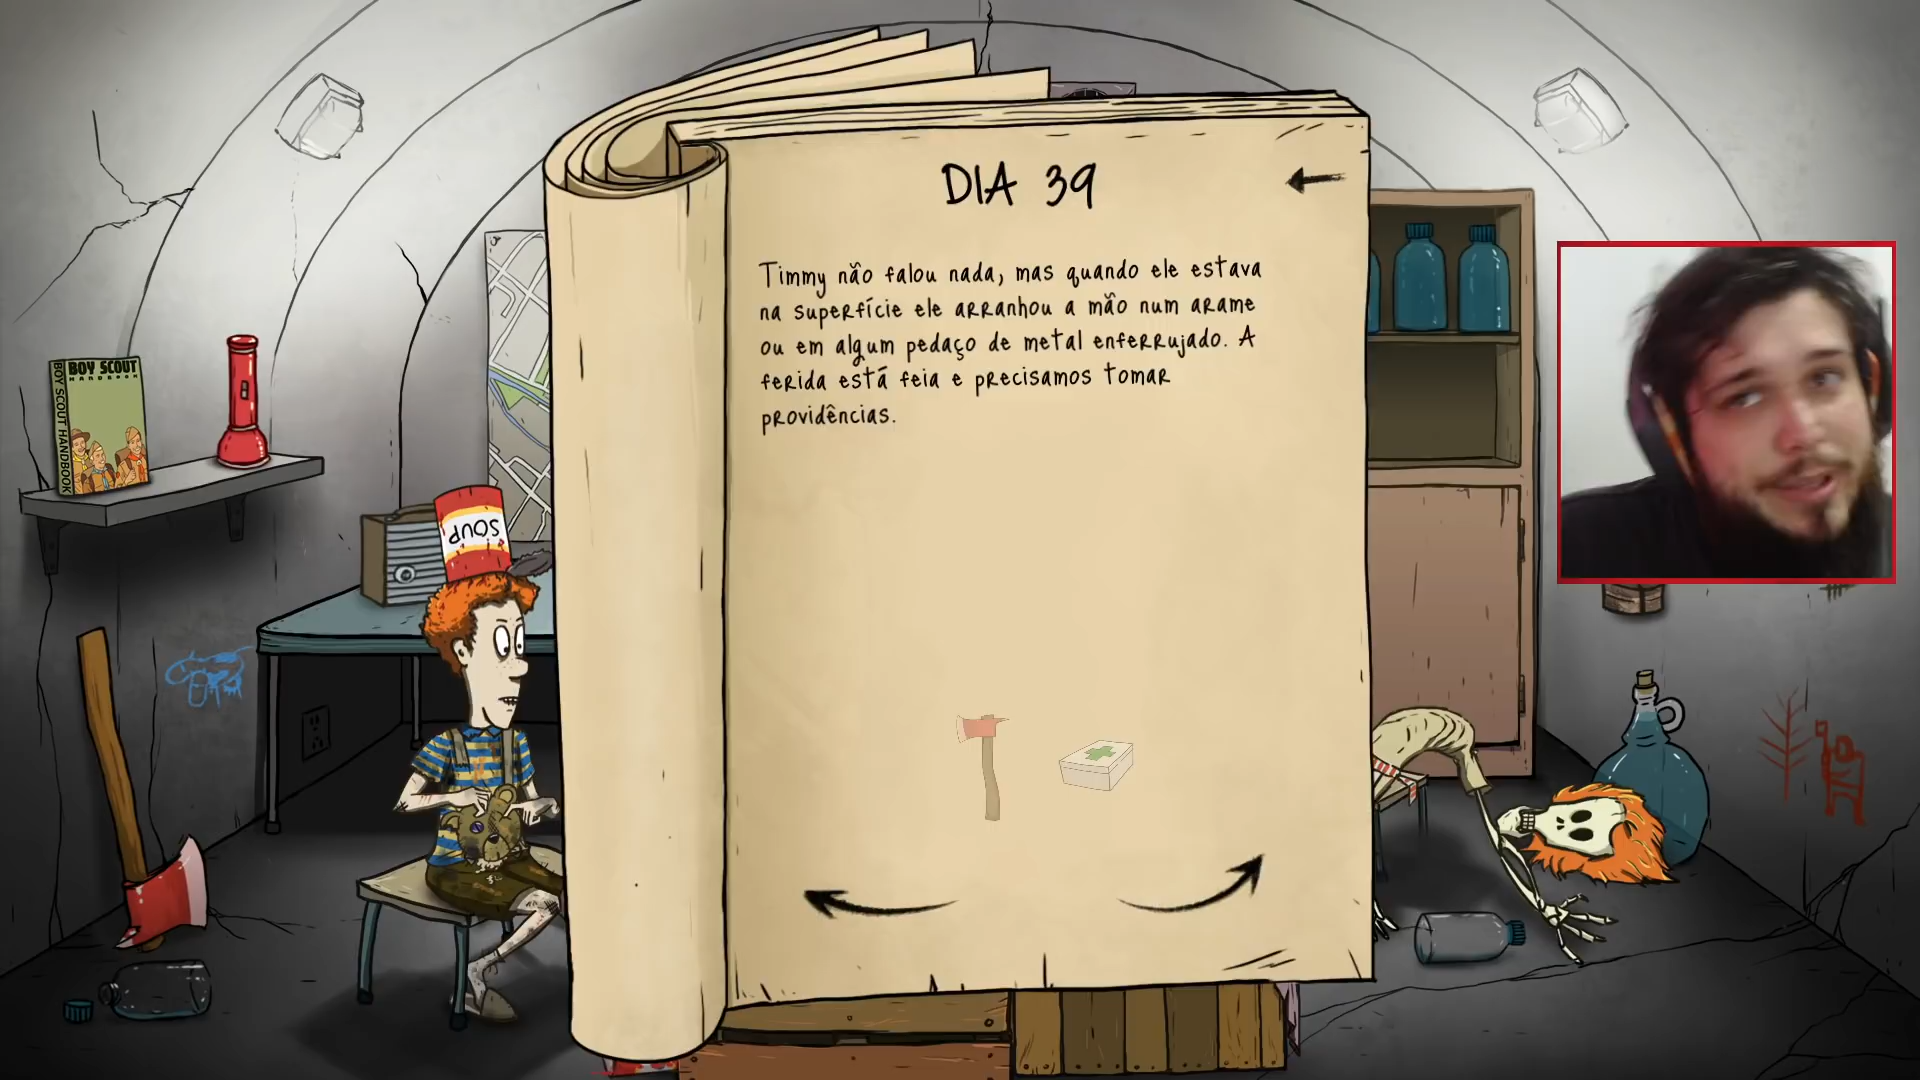 DIA 39
Timmy não falou nada, mas quando ele estava
na superfície ele arranhou a mão num arame
ou em algum pedaço de metal enferrujado. A
ferida está feia e precisamos tomar
providências.
BOY SCOUT
HANDBOOK
BOY SCOUT HANDBOOK
SOUP